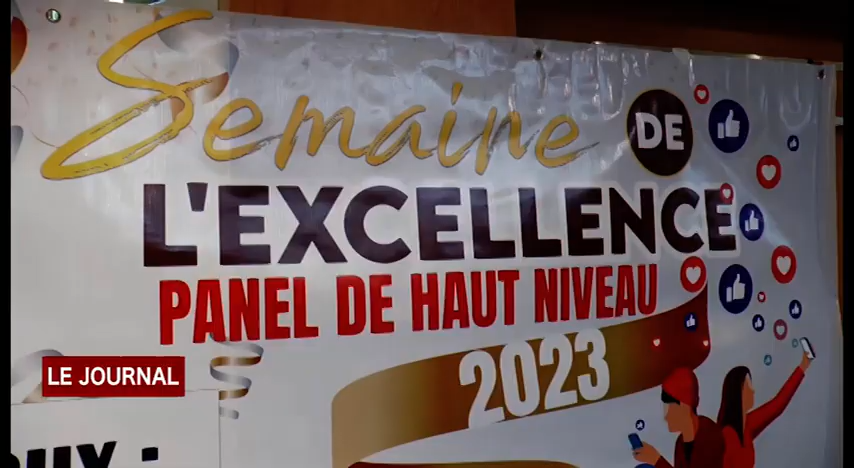 Semaine DE
L'EXCELLENCE
PANEL DE HAUT NIVEAU
2023
LE JOURNAL